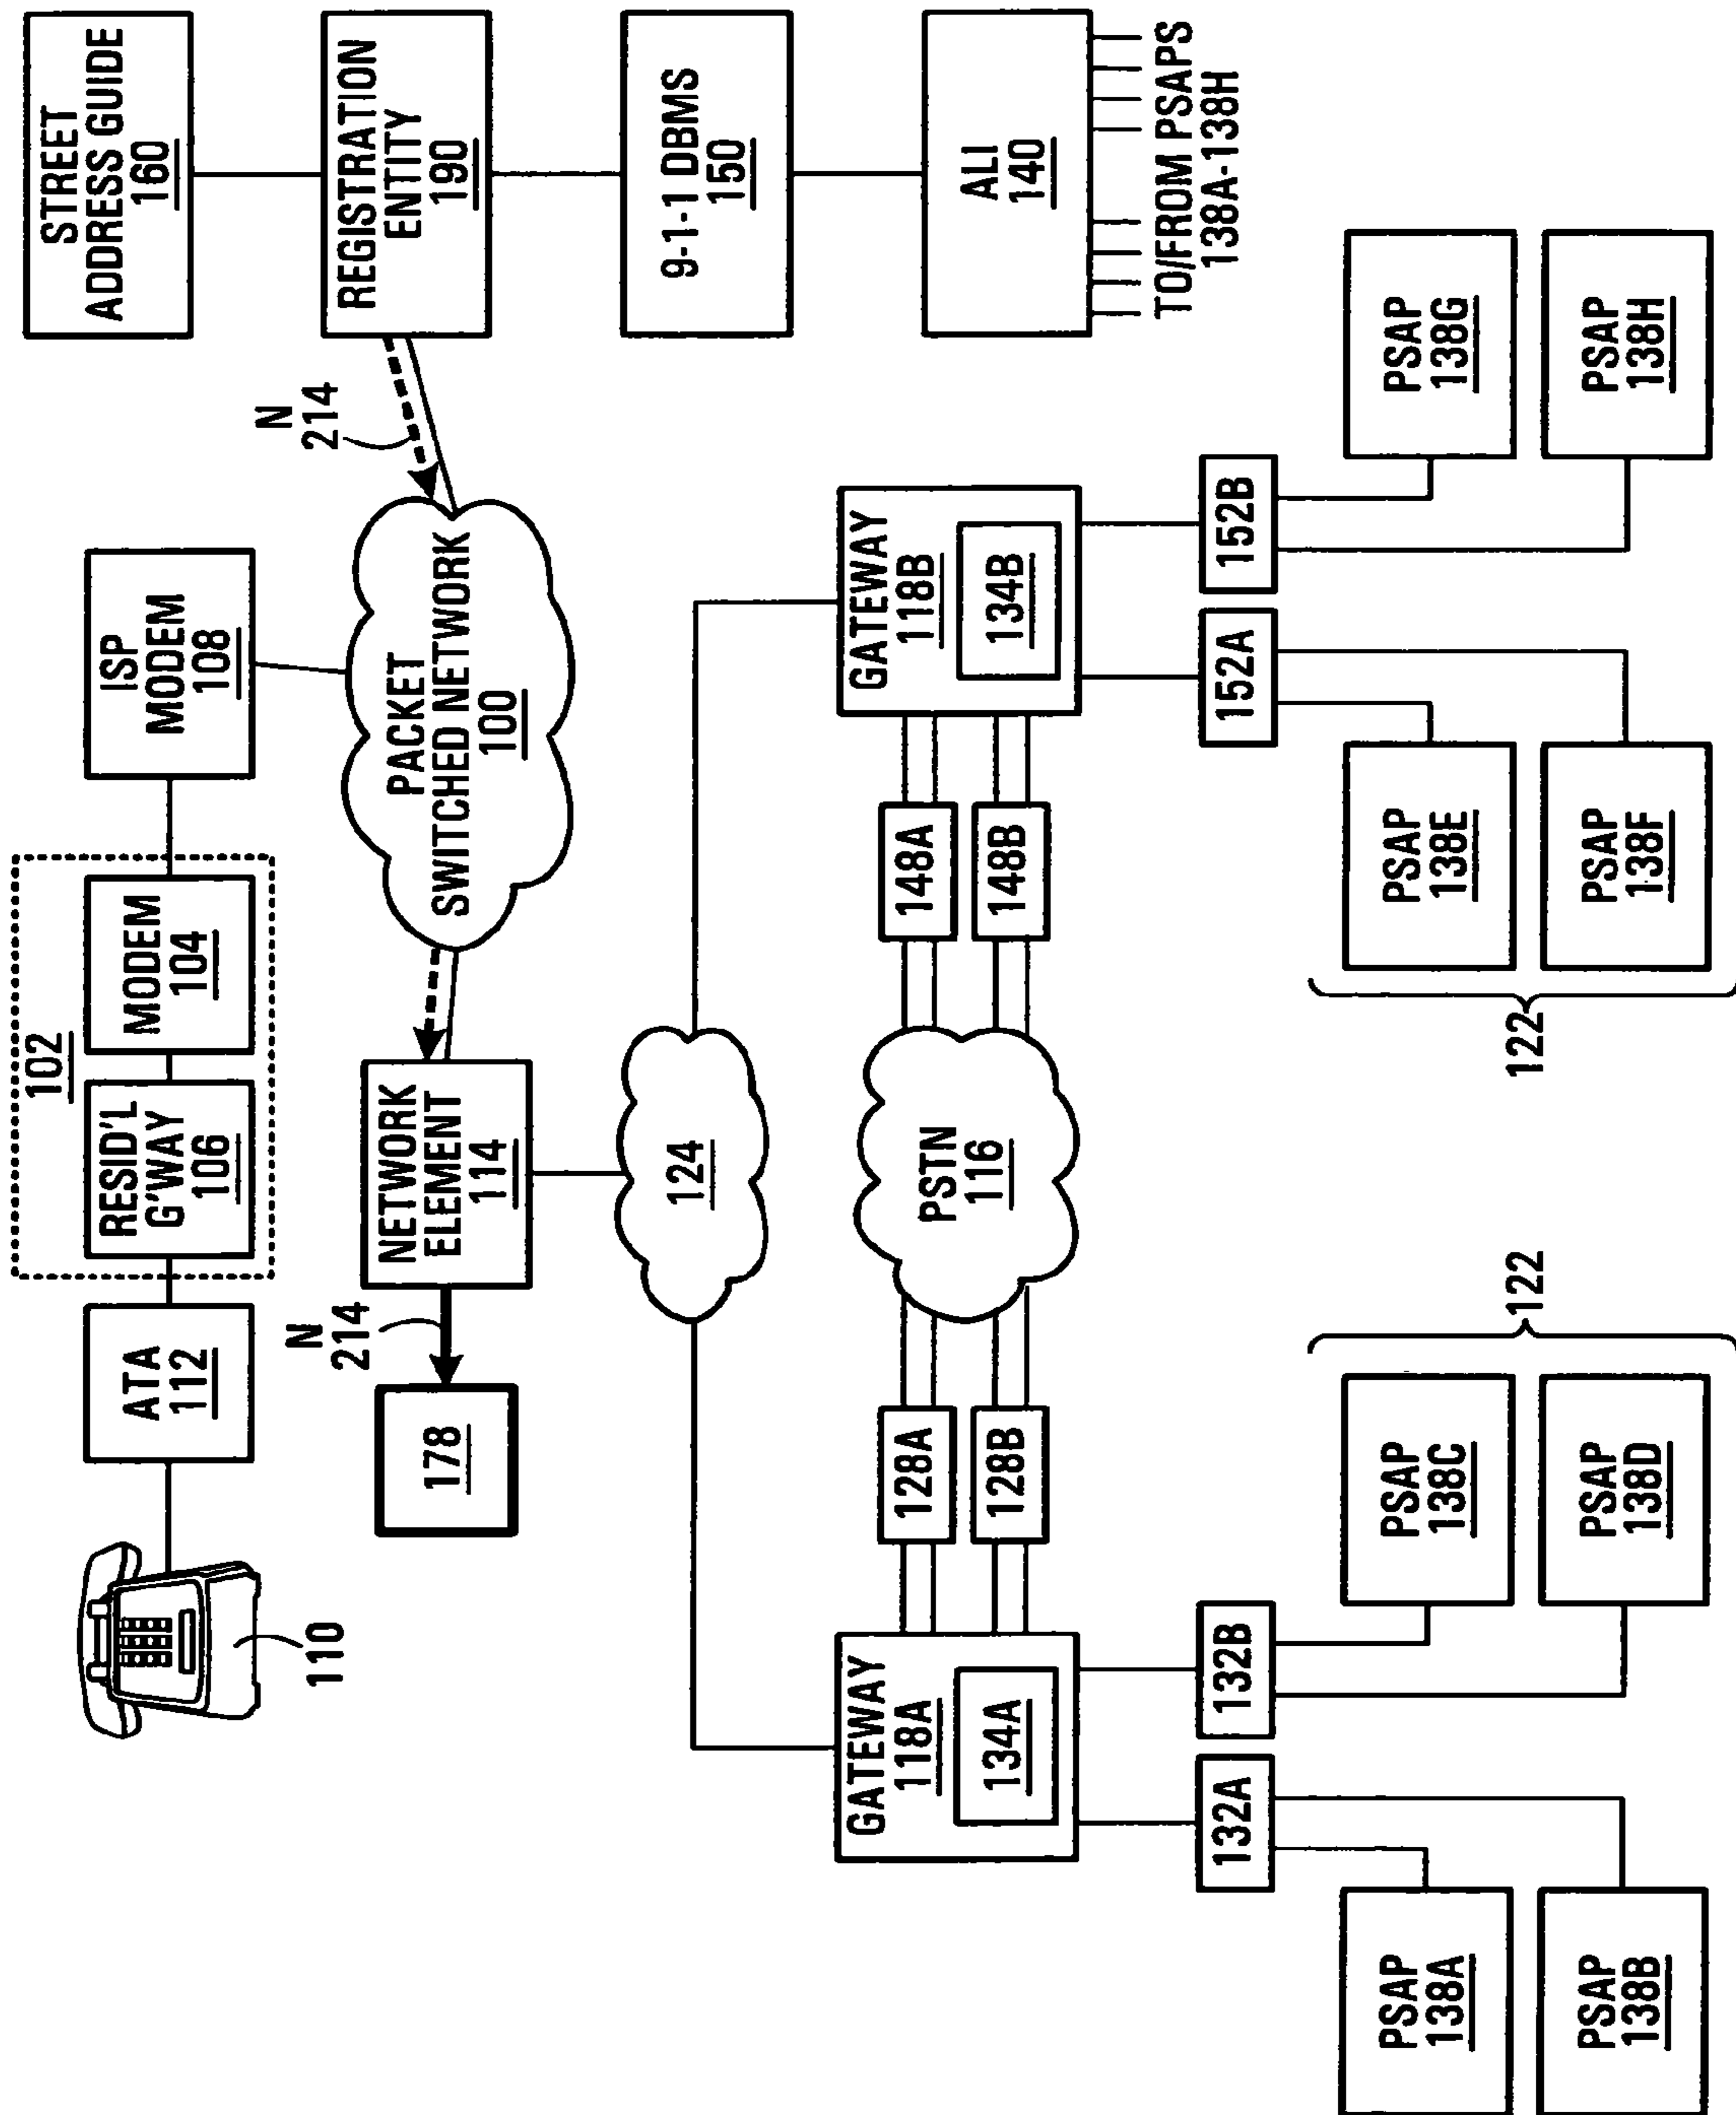 STREET
ADDRESS GUIDE
160
REGISTRATION
ENTITY
190
9-1-1 DBMS
150
ALI
140
TO/FROM PSAPS
138A-138H
N
214
ISP
MODEM
108
PACKET
SWITCHED NETWORK
100
102
MODEM
104
RESID'L
G'WAY
106
ATA
112
110
NETWORK
ELEMENT
114
N
214
178
124
GATEWAY
118A
134A
GATEWAY
118B
134B
128A
128B
PSTN
116
148A
148B
132A
132B
152A
152B
PSAP
138A
PSAP
138B
PSAP
138C
PSAP
138D
122
PSAP
138E
PSAP
138F
PSAP
138G
PSAP
138H
122